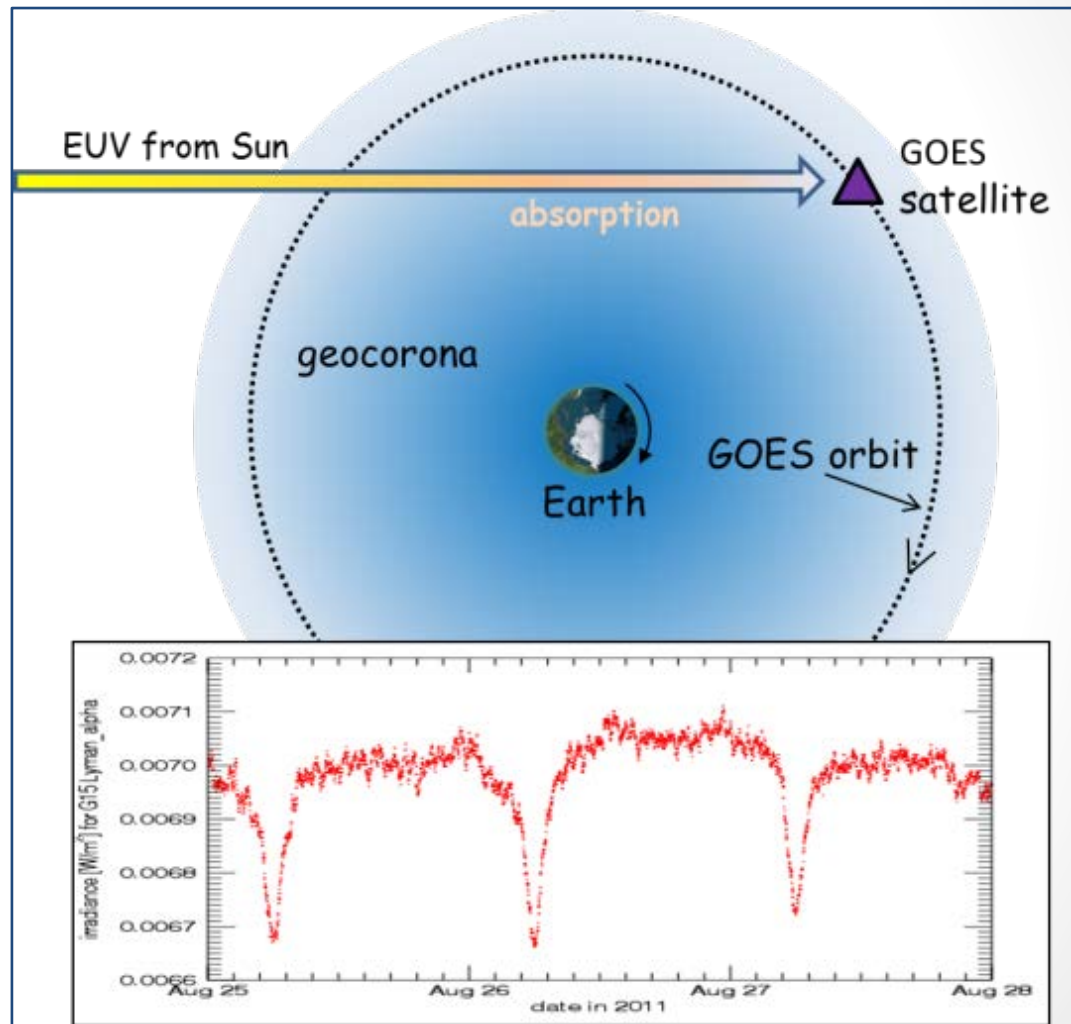 EUV from Sun
GOES
satellite
absorption
geocorona
GOES orbit
Earth
irradiance [W/m²] for G15 Lyman_alpha
0.0072
0.0071
0.0070
0.0069
0.0068
0.0067
0.0066
Aug 25
Aug 26
Aug 27
Aug 28
date in 2011